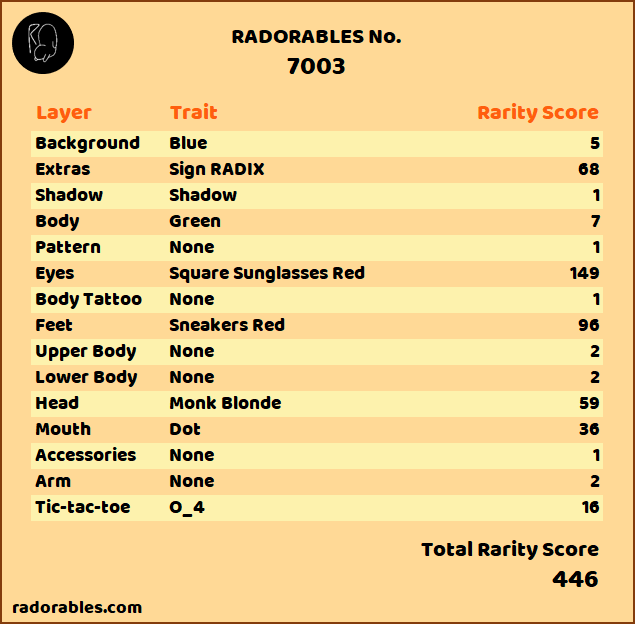 RADORABLES No.
7003
Layer Trait Rarity Score
Background Blue 5
Extras Sign RADIX 68
Shadow Shadow 1
Body Green 7
Pattern None 1
Eyes Square Sunglasses Red 149
Body Tattoo None 1
Feet Sneakers Red 96
Upper Body None 2
Lower Body None 2
Head Monk Blonde 59
Mouth Dot 36
Accessories None 1
Arm None 2
Tic-tac-toe O_4 16
Total Rarity Score
446
radorables.com